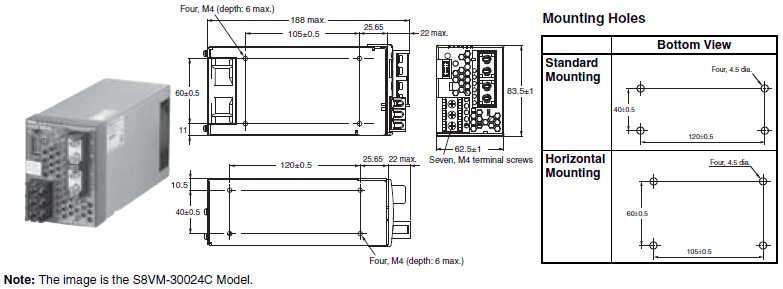 Four, M4 (depth: 6 max.)
188 max.
105±0.5
25.65
22 max.
60±0.5
11
83.5±1
62.5±1
Seven, M4 terminal screws
120±0.5
25.65
22 max.
10.5
40±0.5
Four, M4 (depth: 6 max.)
Note: The image is the S8VM-30024C Model.
Mounting Holes
Bottom View
Standard
Mounting
Four, 4.5 dia.
40±0.5
120±0.5
Horizontal
Mounting
Four, 4.5 dia.
60±0.5
105±0.5